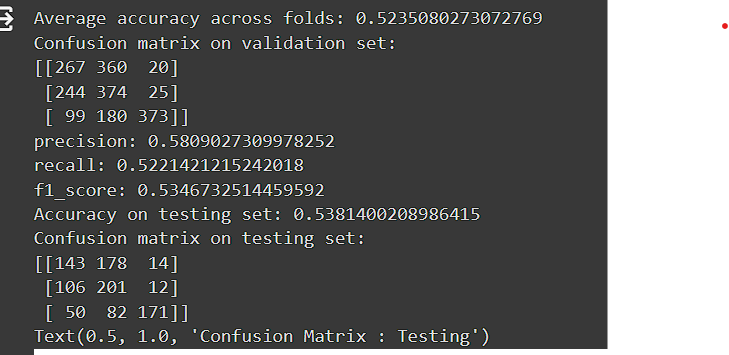 Average accuracy across folds: 0.5235080273072769
Confusion matrix on validation set:
[[267 360  20]
 [244 374  25]
 [ 99 180 373]]
precision: 0.5809027309978252
recall: 0.5221421215242018
f1_score: 0.5346732514459592
Accuracy on testing set: 0.5381400208986415
Confusion matrix on testing set:
[[143 178  14]
 [106 201  12]
 [ 50  82 171]]
Text(0.5, 1.0, 'Confusion Matrix : Testing')